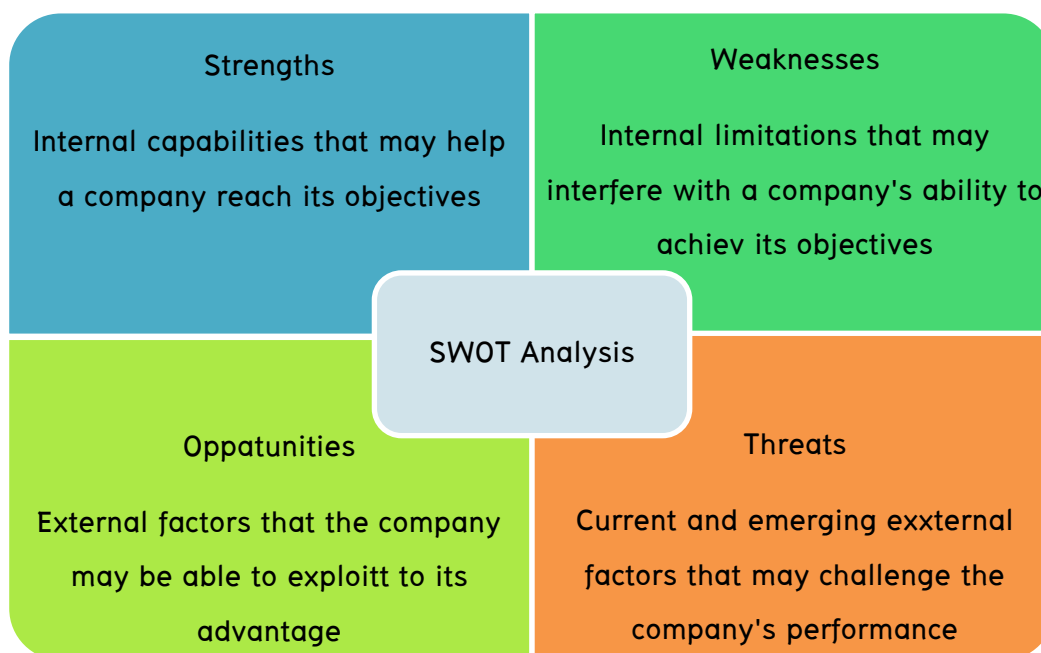 Strengths
Internal capabilities that may help
a company reach its objectives
Weaknesses
Internal limitations that may
interfere with a company's ability to
achiev its objectives
SWOT Analysis
Oppatunities
External factors that the company
may be able to exploitt to its
advantage
Threats
Current and emerging exxternal
factors that may challenge the
company's performance